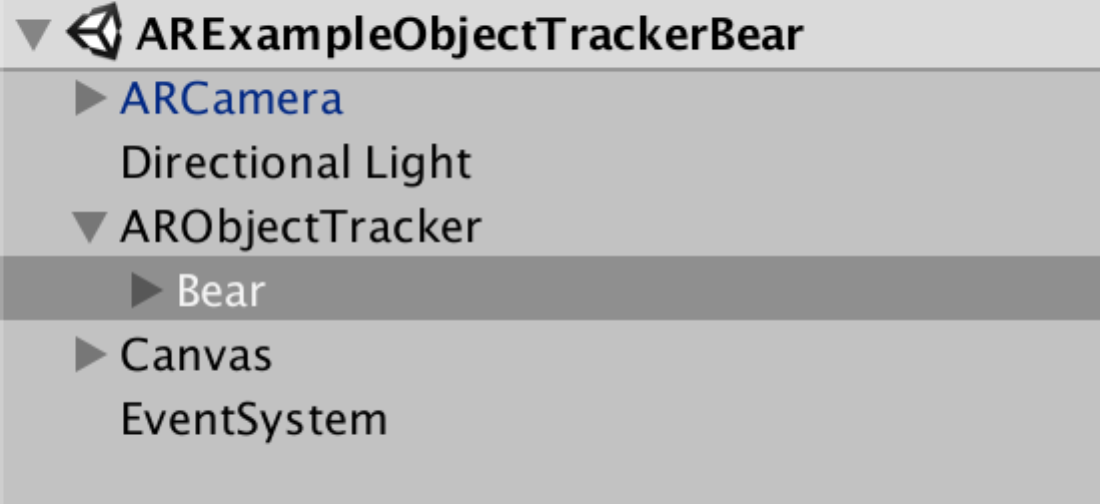 ARExampleObjectTrackerBear
ARCamera
Directional Light
ARObjectTracker
Bear
Canvas
EventSystem